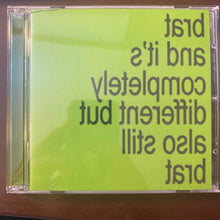 brat
and it's
completely
different but
also still
brat